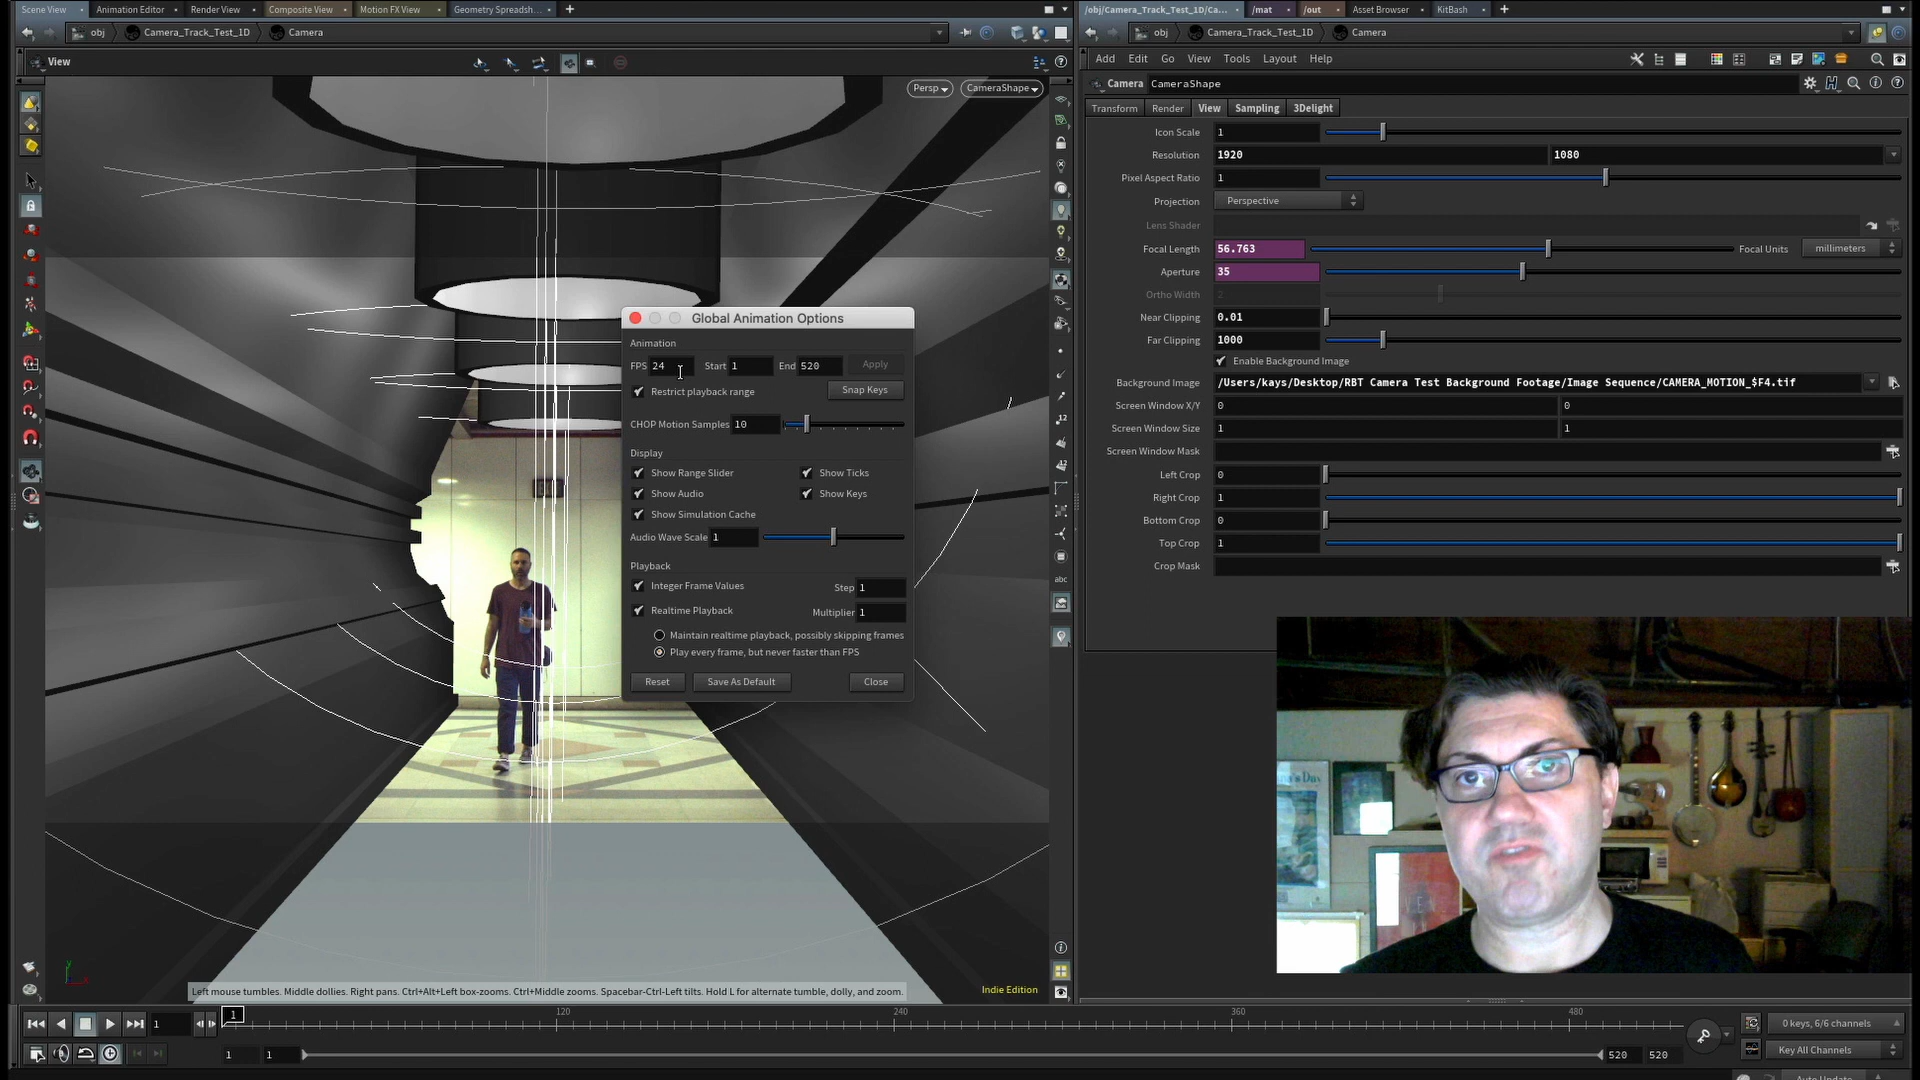 Scene View
Animation Editor
Render View
Composite View
Motion FX View
Geometry Spreadsh...
/obj/Camera_Track_Test_1D/Ca...
/mat
/out
Asset Browser
KitBash
obj
Camera_Track_Test_1D
Camera
obj
Camera_Track_Test_1D
Camera
View
Add Edit Go View Tools Layout Help
Camera CameraShape
Persp
CameraShape
Transform Render View Sampling 3Delight
Icon Scale 1
Resolution 1920 1080
Pixel Aspect Ratio 1
Projection Perspective
Lens Shader
Focal Length 56.763 Focal Units millimeters
Aperture 35
Ortho Width 2
Near Clipping 0.01
Far Clipping 1000
Enable Background Image
Background Image /Users/kays/Desktop/RBT Camera Test Background Footage/Image Sequence/CAMERA_MOTION_$F4.tif
Screen Window X/Y 0 0
Screen Window Size 1 1
Screen Window Mask
Left Crop 0
Right Crop 1
Bottom Crop 0
Top Crop 1
Crop Mask
Global Animation Options
Animation
FPS 24 Start 1 End 520 Apply
Restrict playback range Snap Keys
CHOP Motion Samples 10
Display
Show Range Slider Show Ticks
Show Audio Show Keys
Show Simulation Cache
Audio Wave Scale 1
Playback
Integer Frame Values Step 1
Realtime Playback Multiplier 1
Maintain realtime playback, possibly skipping frames
Play every frame, but never faster than FPS
Reset Save As Default Close
12
12
abc
Left mouse tumbles. Middle dollies. Right pans. Ctrl+Alt+Left box-zooms. Ctrl+Middle zooms. Spacebar-Ctrl-Left tilts. Hold L for alternate tumble, dolly, and zoom.
Indie Edition
1 1 120 240 360 480
0 keys, 6/6 channels
1 1 520 520
Key All Channels
Auto Update